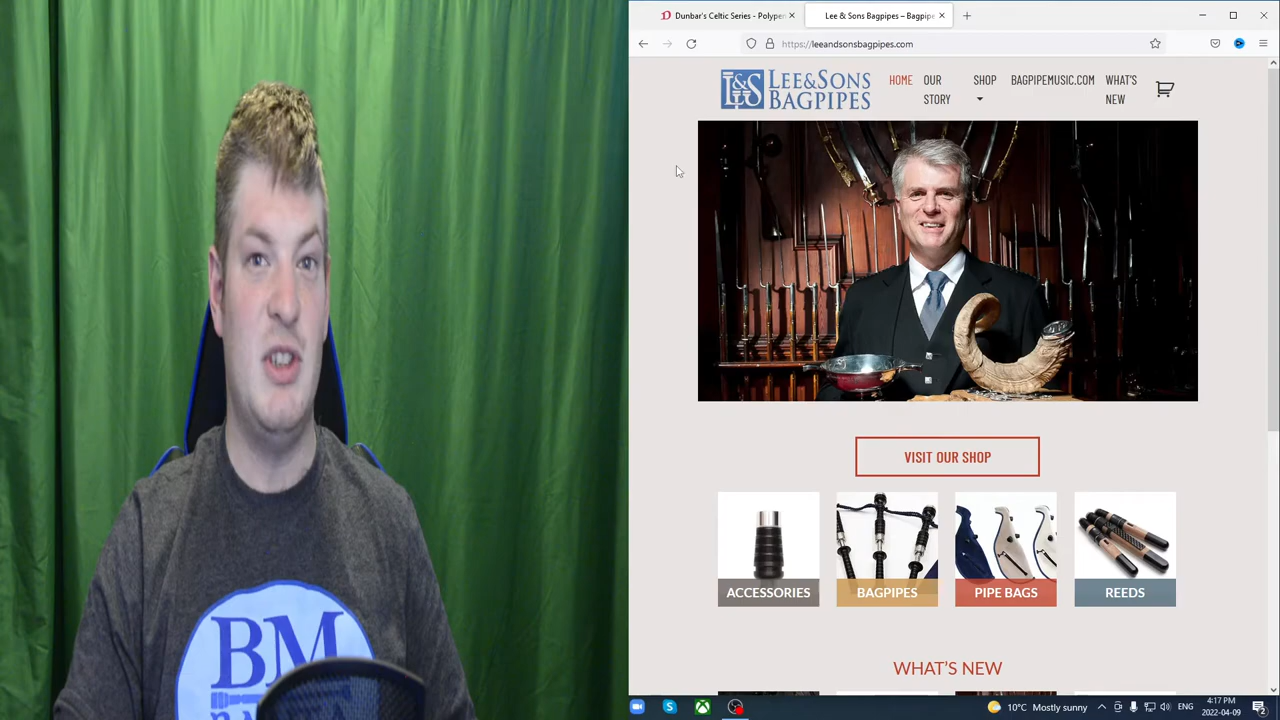 Dunbar's Celtic Series - Polypen
Lee & Sons Bagpipes – Bagpipe
https://leeandsonsbagpipes.com
L&S LEE&SONS
BAGPIPES
HOME
OUR
STORY
SHOP
BAGPIPEMUSIC.COM
WHAT'S
NEW
VISIT OUR SHOP
ACCESSORIES
BAGPIPES
PIPE BAGS
REEDS
WHAT'S NEW
BM
10°C Mostly sunny
ENG
4:17 PM
2022-04-09
2